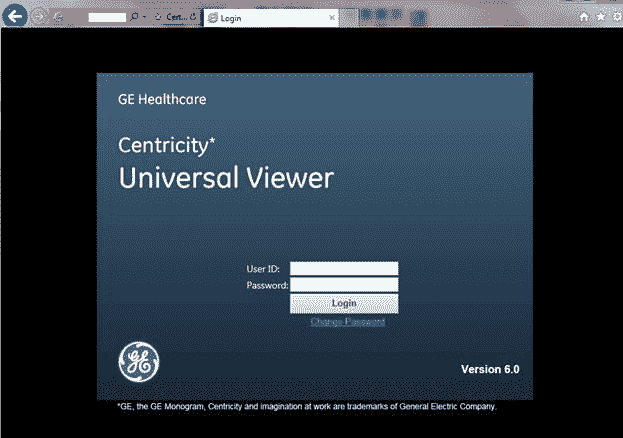 Cert...
Login
GE Healthcare
Centricity*
Universal Viewer
User ID:
Password:
Login
Change Password
GE
Version 6.0
*GE, the GE Monogram, Centricity and imagination at work are trademarks of General Electric Company.